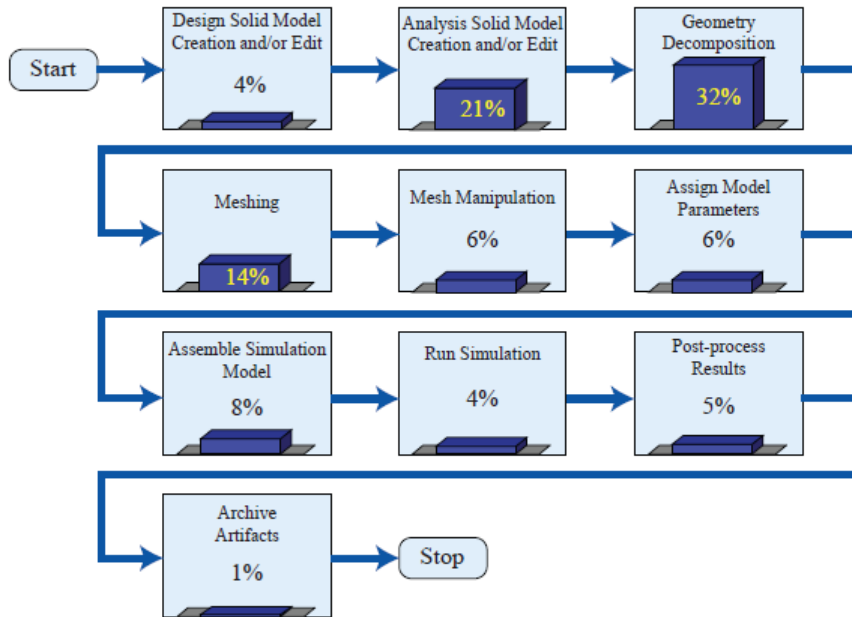 Start
Design Solid Model
Creation and/or Edit
4%
Analysis Solid Model
Creation and/or Edit
21%
Geometry
Decomposition
32%
Meshing
14%
Mesh Manipulation
6%
Assign Model
Parameters
6%
Assemble Simulation
Model
8%
Run Simulation
4%
Post-process
Results
5%
Archive
Artifacts
1%
Stop